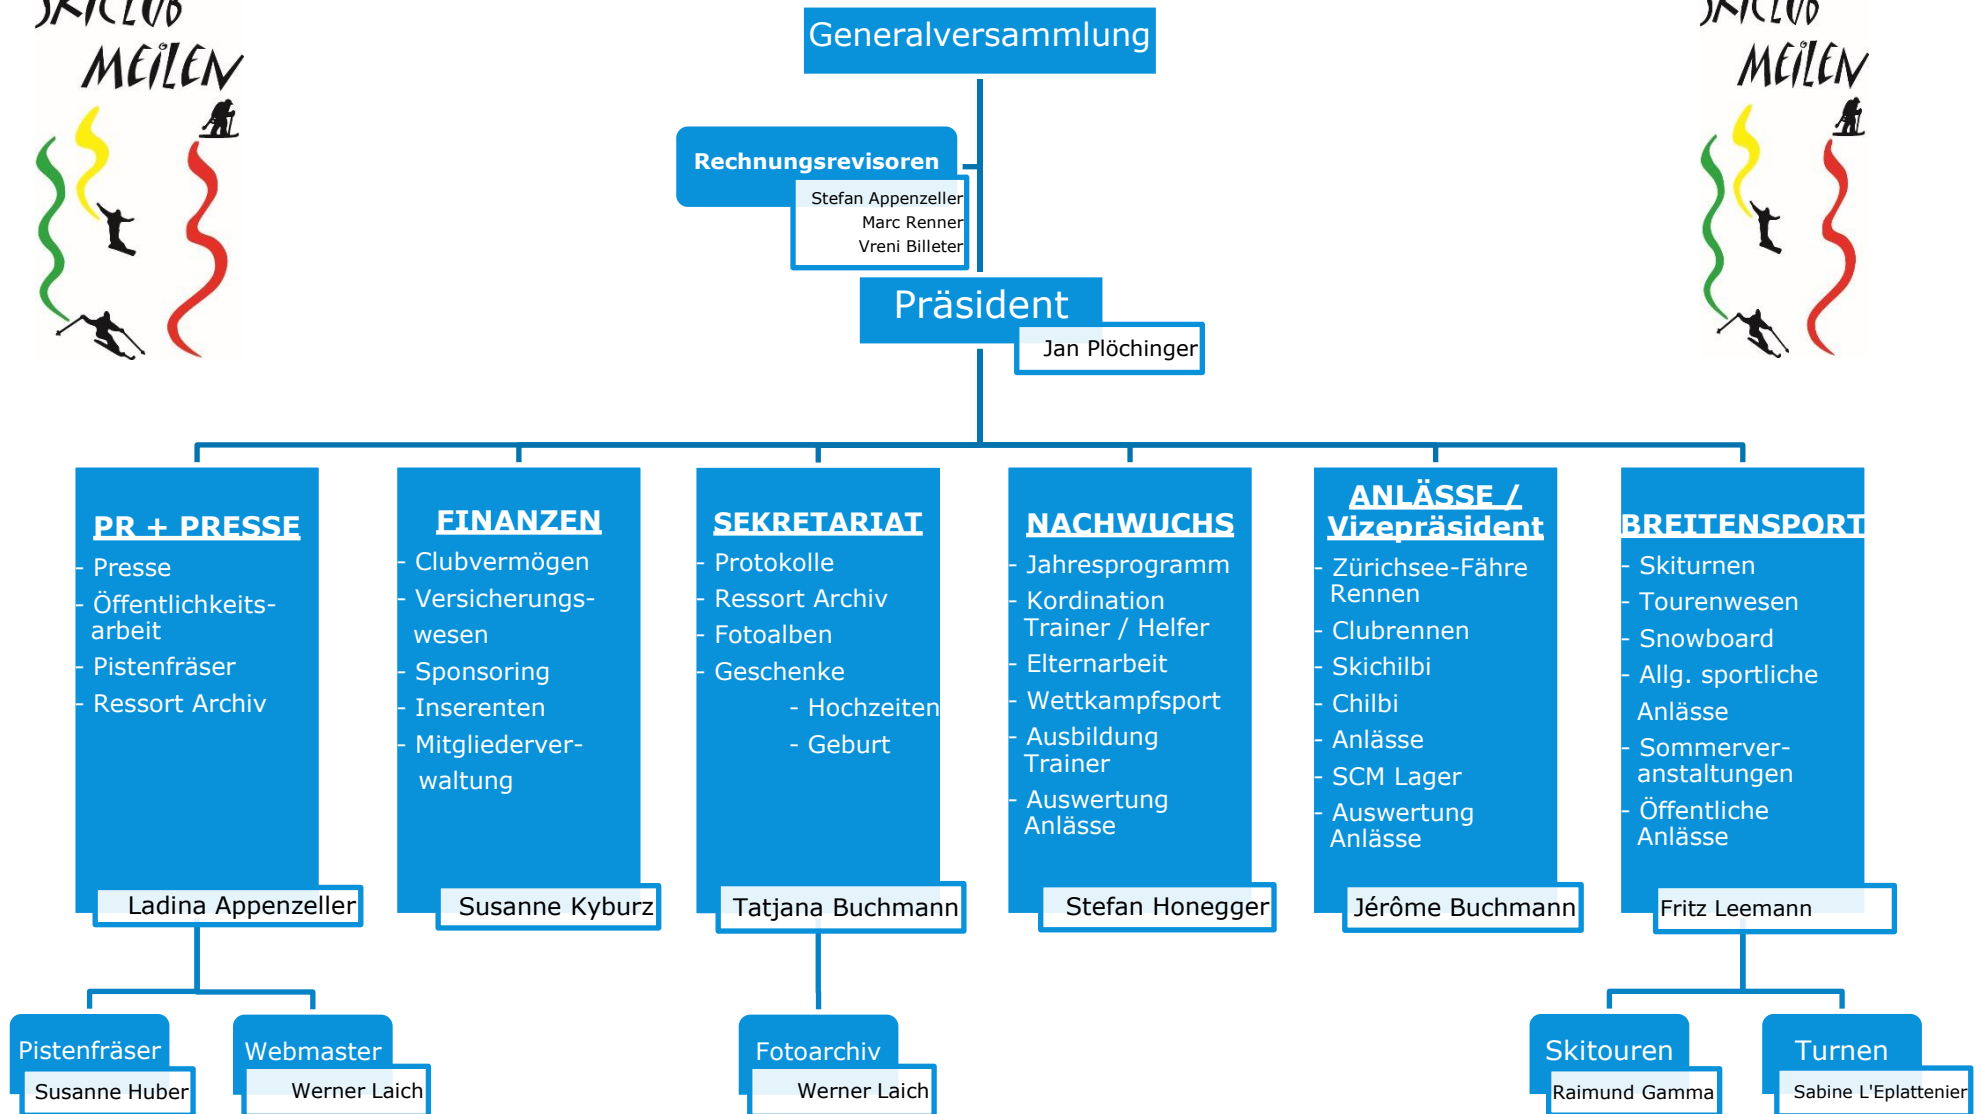 SKICLUB
MEILEN
Generalversammlung
SKICLUB
MEILEN
Rechnungsrevisoren
Stefan Appenzeller
Marc Renner
Vreni Billeter
Präsident
Jan Plöchinger
PR + PRESSE
- Presse
- Öffentlichkeits-
arbeit
- Pistenfräser
- Ressort Archiv
Ladina Appenzeller
FINANZEN
- Clubvermögen
- Versicherungs-
wesen
- Sponsoring
- Inserenten
- Mitgliederver-
waltung
Susanne Kyburz
SEKRETARIAT
- Protokolle
- Ressort Archiv
- Fotoalben
- Geschenke
- Hochzeiten
- Geburt
Tatjana Buchmann
NACHWUCHS
- Jahresprogramm
- Kordination
Trainer / Helfer
- Elternarbeit
- Wettkampfsport
- Ausbildung
Trainer
- Auswertung
Anlässe
Stefan Honegger
ANLÄSSE /
Vizepräsident
- Zürichsee-Fähre
Rennen
- Clubrennen
- Skichilbi
- Chilbi
- Anlässe
- SCM Lager
- Auswertung
Anlässe
Jérôme Buchmann
BREITENSPORT
- Skiturnen
- Tourenwesen
- Snowboard
- Allg. sportliche
Anlässe
- Sommerver-
anstaltungen
- Öffentliche
Anlässe
Fritz Leemann
Pistenfräser
Susanne Huber
Webmaster
Werner Laich
Fotoarchiv
Werner Laich
Skitouren
Raimund Gamma
Turnen
Sabine L'Eplattenier